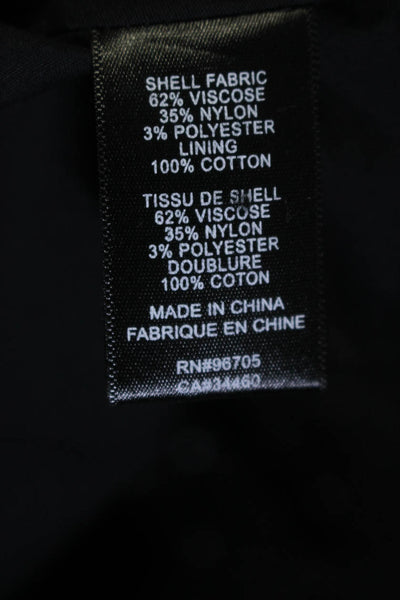 SHELL FABRIC
62% VISCOSE
35% NYLON
3% POLYESTER
LINING
100% COTTON
TISSU DE SHELL
62% VISCOSE
35% NYLON
3% POLYESTER
DOUBLURE
100% COTON
MADE IN CHINA
FABRIQUE EN CHINE
RN#96705
CA#34460